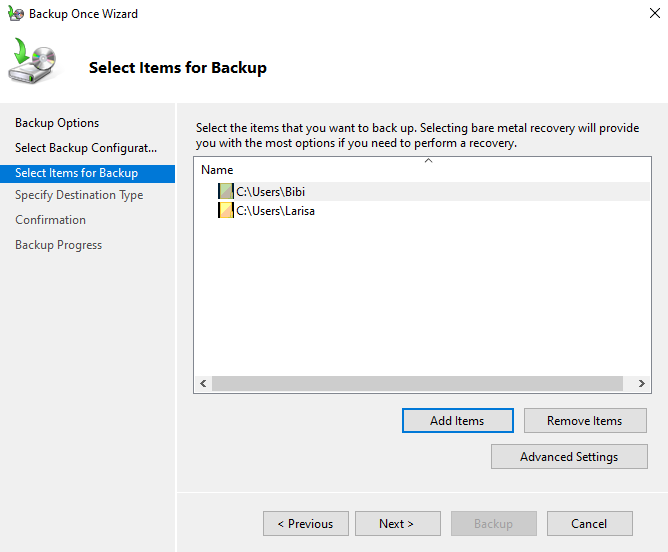 Backup Once Wizard
Select Items for Backup
Backup Options
Select Backup Configurat...
Select Items for Backup
Specify Destination Type
Confirmation
Backup Progress
Select the items that you want to back up. Selecting bare metal recovery will provide
you with the most options if you need to perform a recovery.
Name
C:\Users\Bibi
C:\Users\Larisa
Add Items
Remove Items
Advanced Settings
< Previous
Next >
Backup
Cancel